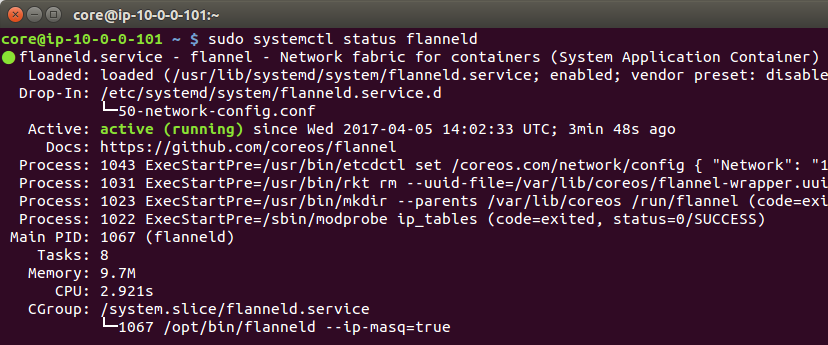 core@ip-10-0-0-101:~
core@ip-10-0-0-101 ~ $ sudo systemctl status flanneld
● flanneld.service - flannel - Network fabric for containers (System Application Container)
Loaded: loaded (/usr/lib/systemd/system/flanneld.service; enabled; vendor preset: disable
Drop-In: /etc/systemd/system/flanneld.service.d
└─50-network-config.conf
Active: active (running) since Wed 2017-04-05 14:02:33 UTC; 3min 48s ago
Docs: https://github.com/coreos/flannel
Process: 1043 ExecStartPre=/usr/bin/etcdctl set /coreos.com/network/config { "Network": "1
Process: 1031 ExecStartPre=/usr/bin/rkt rm --uuid-file=/var/lib/coreos/flannel-wrapper.uui
Process: 1023 ExecStartPre=/usr/bin/mkdir --parents /var/lib/coreos /run/flannel (code=exi
Process: 1022 ExecStartPre=/sbin/modprobe ip_tables (code=exited, status=0/SUCCESS)
Main PID: 1067 (flanneld)
Tasks: 8
Memory: 9.7M
CPU: 2.921s
CGroup: /system.slice/flanneld.service
└─1067 /opt/bin/flanneld --ip-masq=true